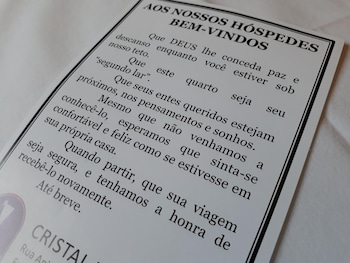 AOS NOSSOS HÓSPEDES
BEM-VINDOS
Que DEUS lhe conceda paz e
descanso enquanto você estiver sob
nosso teto.
Que este quarto seja seu
"segundo lar".
Que seus entes queridos estejam
próximos, nos pensamentos e sonhos.
Mesmo que não venhamos a
conhecê-lo, esperamos que sinta-se
confortável e feliz como se estivesse em
sua própria casa.
Quando partir, que sua viagem
seja segura, e tenhamos a honra de
recebê-lo novamente.
Até breve.
CRISTAL
Rua